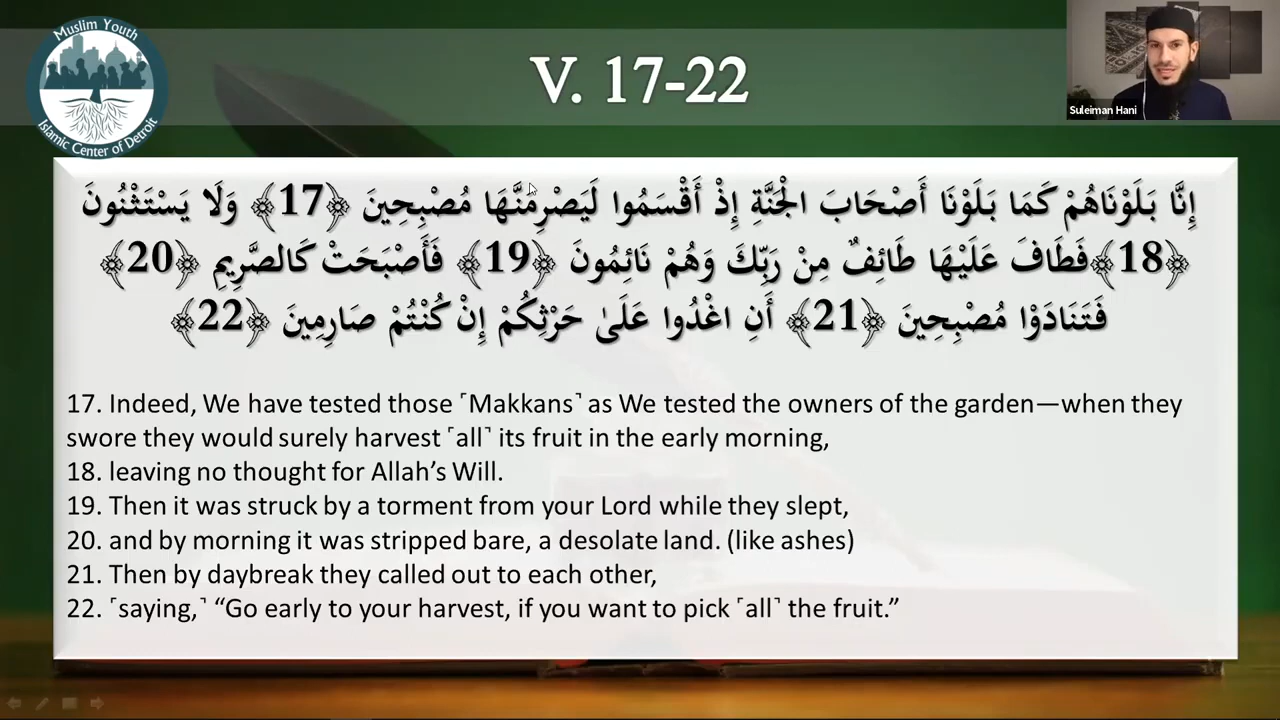 Muslim Youth
Islamic Center of Detroit
V. 17-22
Suleiman Hani
إِنَّا بَلَوْنَاهُمْ كَمَا بَلَوْنَا أَصْحَابَ الْجَنَّةِ إِذْ أَقْسَمُوا لَيَصْرِمُنَّهَا مُصْبِحِينَ ﴿17﴾ وَلَا يَسْتَثْنُونَ
﴿18﴾فَطَافَ عَلَيْهَا طَائِفٌ مِنْ رَبِّكَ وَهُمْ نَائِمُونَ ﴿19﴾ فَأَصْبَحَتْ كَالصَّرِيمِ ﴿20﴾
فَتَنَادَوْا مُصْبِحِينَ ﴿21﴾ أَنِ اغْدُوا عَلَىٰ حَرْثِكُمْ إِنْ كُنْتُمْ صَارِمِينَ ﴿22﴾
17. Indeed, We have tested those ˹Makkans˺ as We tested the owners of the garden—when they
swore they would surely harvest ˹all˺ its fruit in the early morning,
18. leaving no thought for Allah’s Will.
19. Then it was struck by a torment from your Lord while they slept,
20. and by morning it was stripped bare, a desolate land. (like ashes)
21. Then by daybreak they called out to each other,
22. ˹saying,˺ “Go early to your harvest, if you want to pick ˹all˺ the fruit.”